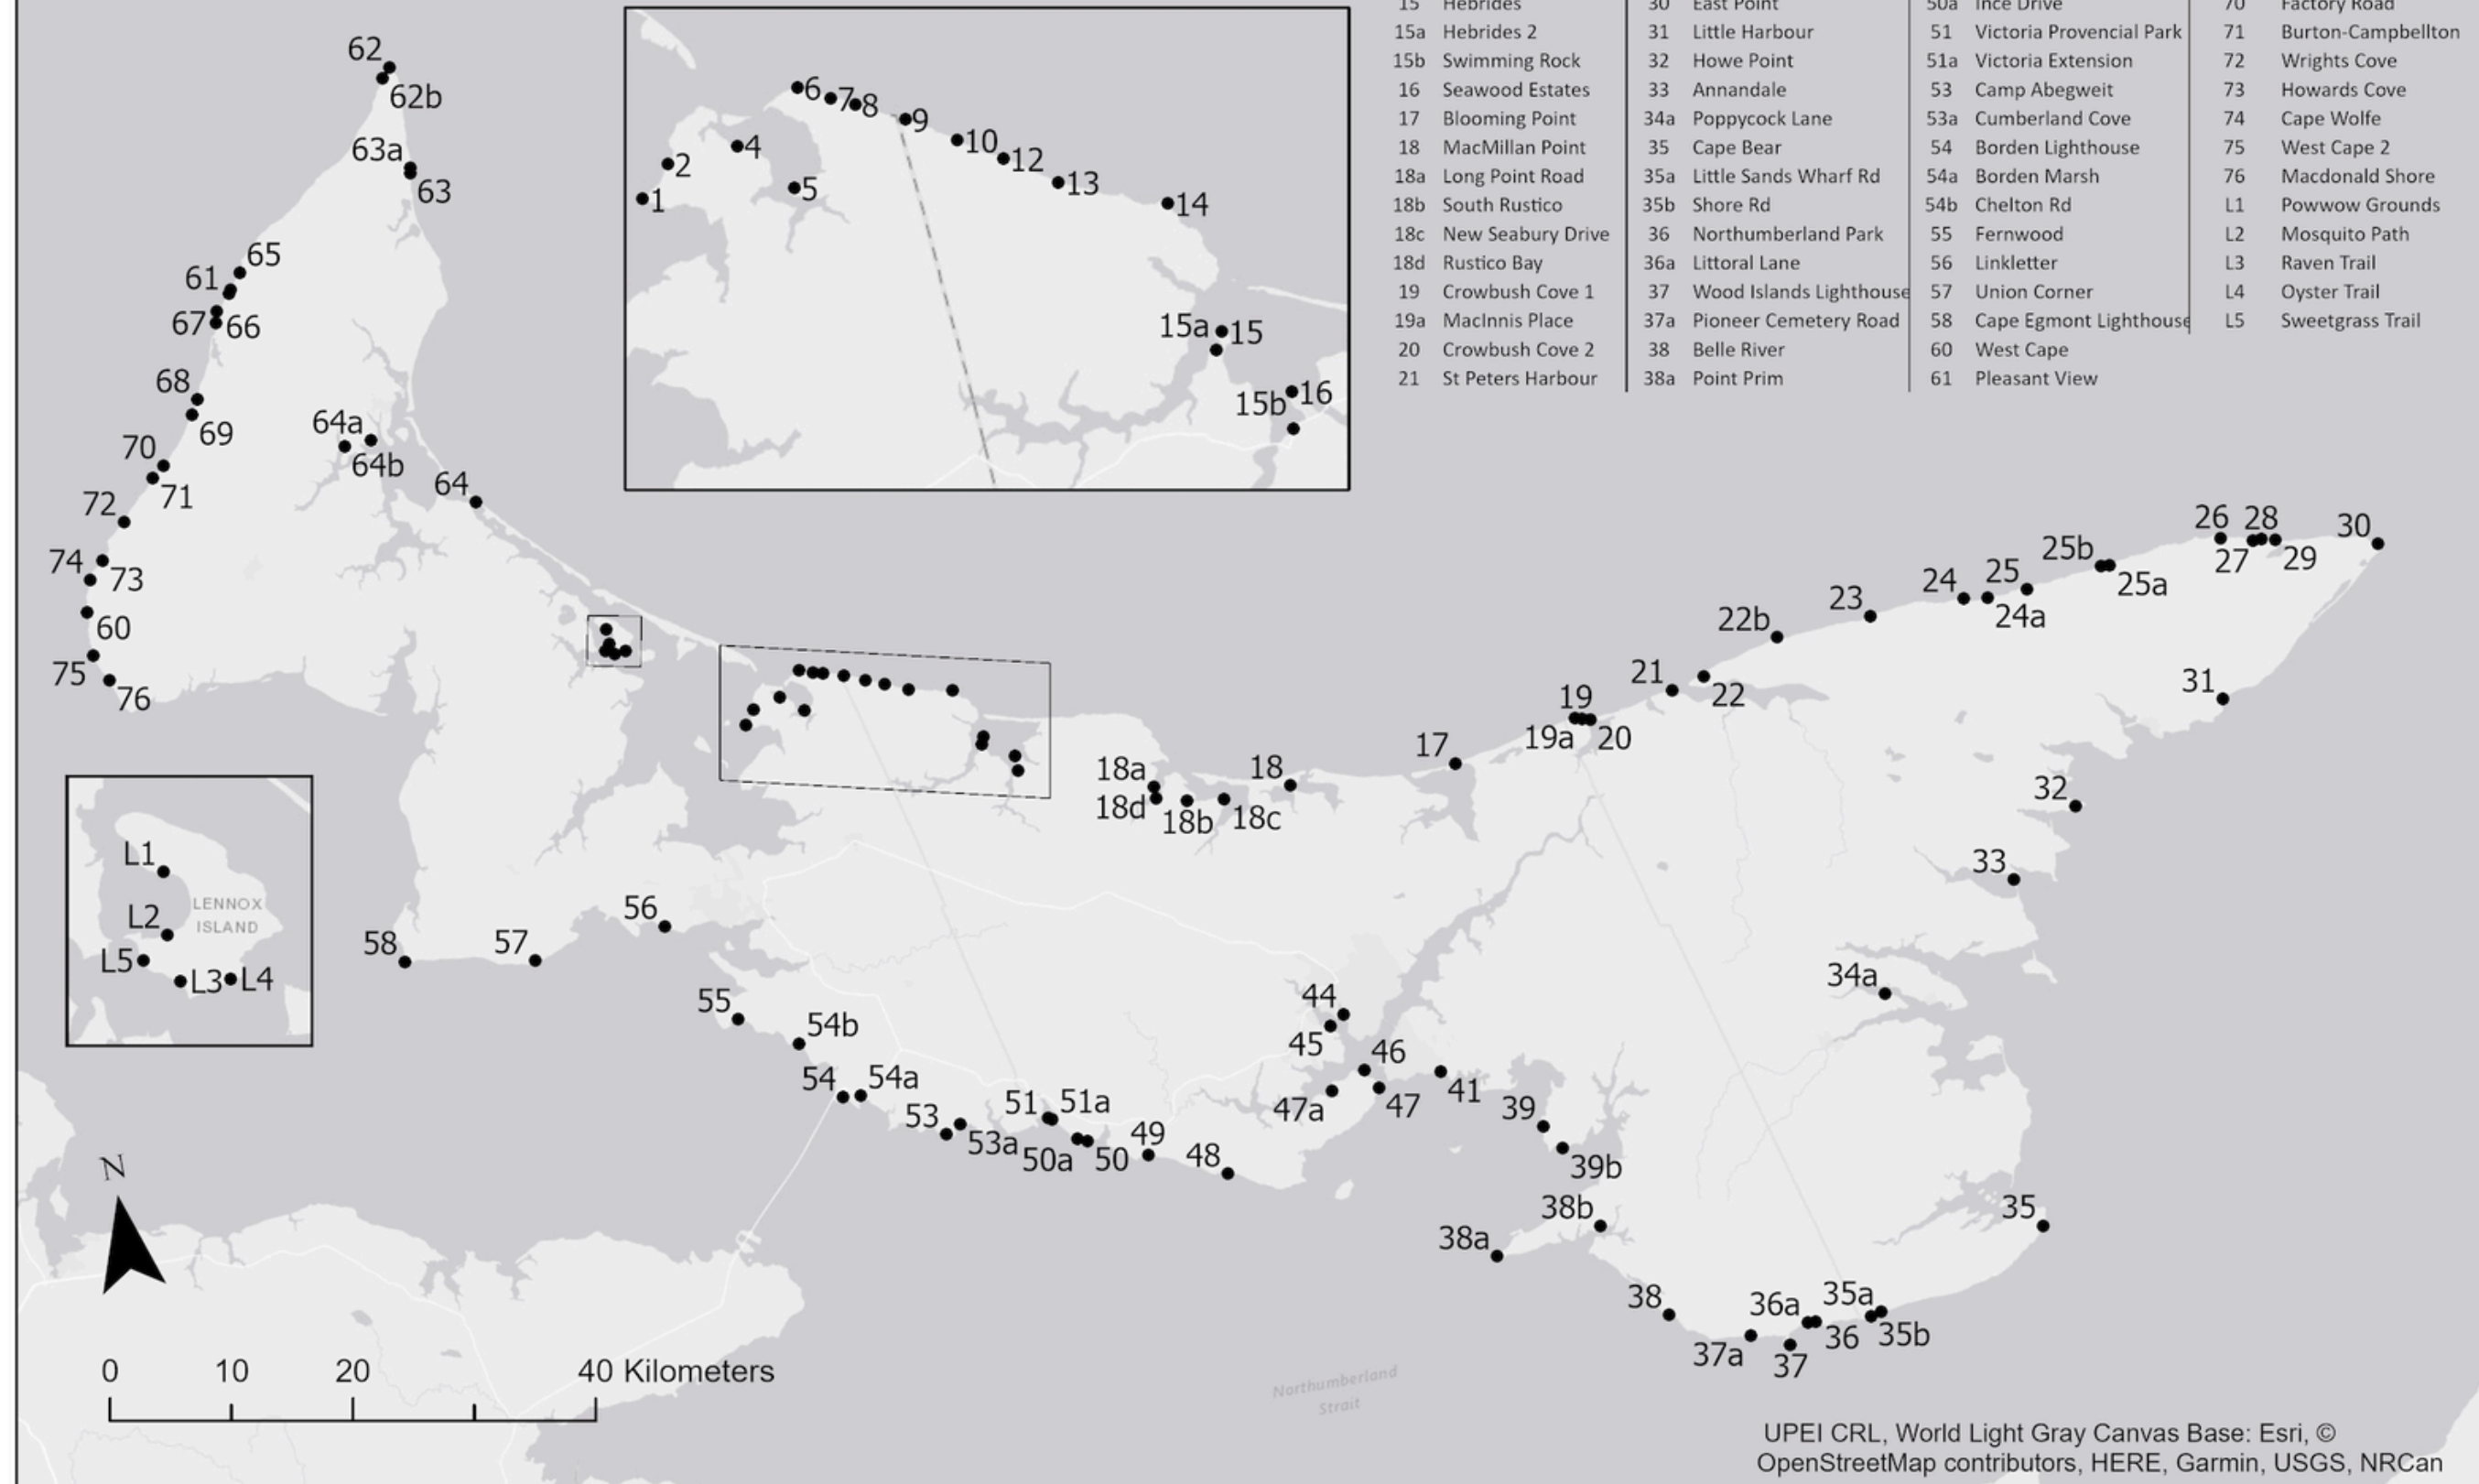 15 Hebrides
15a Hebrides 2
15b Swimming Rock
16 Seawood Estates
17 Blooming Point
18 MacMillan Point
18a Long Point Road
18b South Rustico
18c New Seabury Drive
18d Rustico Bay
19 Crowbush Cove 1
19a MacInnis Place
20 Crowbush Cove 2
21 St Peters Harbour
30 East Point
31 Little Harbour
32 Howe Point
33 Annandale
34a Poppycock Lane
35 Cape Bear
35a Little Sands Wharf Rd
35b Shore Rd
36 Northumberland Park
36a Littoral Lane
37 Wood Islands Lighthouse
37a Pioneer Cemetery Road
38 Belle River
38a Point Prim
50a Ince Drive
51 Victoria Provencial Park
51a Victoria Extension
53 Camp Abegweit
53a Cumberland Cove
54 Borden Lighthouse
54a Borden Marsh
54b Chelton Rd
55 Fernwood
56 Linkletter
57 Union Corner
58 Cape Egmont Lighthouse
60 West Cape
61 Pleasant View
70 Factory Road
71 Burton-Campbellton
72 Wrights Cove
73 Howards Cove
74 Cape Wolfe
75 West Cape 2
76 Macdonald Shore
L1 Powwow Grounds
L2 Mosquito Path
L3 Raven Trail
L4 Oyster Trail
L5 Sweetgrass Trail
62
62b
63a
63
65
61
67 66
68
69
64a
64b
70
71
64
72
74
73
60
75
76
6
7
8
9
10
12
13
14
4
2
5
1
15a 15
16
15b
L1
LENNOX
ISLAND
L2
L5
L3 L4
26 28
30
27 29
25b
25a
25
24
24a
23
22b
21
22
31
19
19a 20
17
18
18a
18d
18b 18c
32
33
34a
58
57
56
55
54b
54 54a
53
53a
51 51a
50a 50
49
48
44
45
46
47a 47
41
39
39b
38b
38a
35
38
36a 35a
36 35b
37a
37
N
0 10 20 40 Kilometers
Northumberland
Strait
UPEI CRL, World Light Gray Canvas Base: Esri, ©
OpenStreetMap contributors, HERE, Garmin, USGS, NRCan